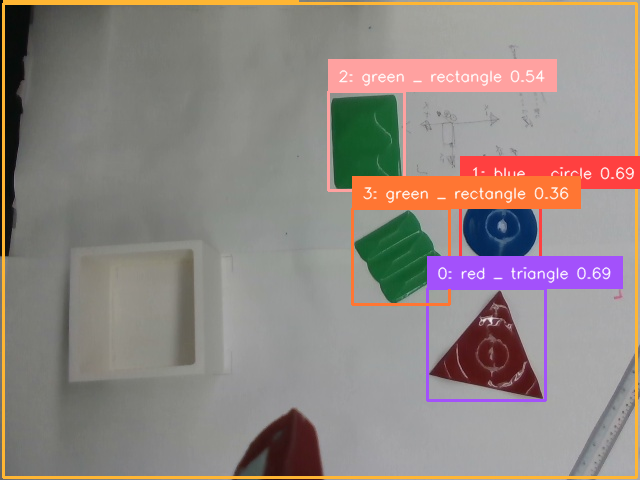 2: green _ rectangle 0.54
1: blue _ circle 0.69
3: green _ rectangle 0.36
0: red _ triangle 0.69